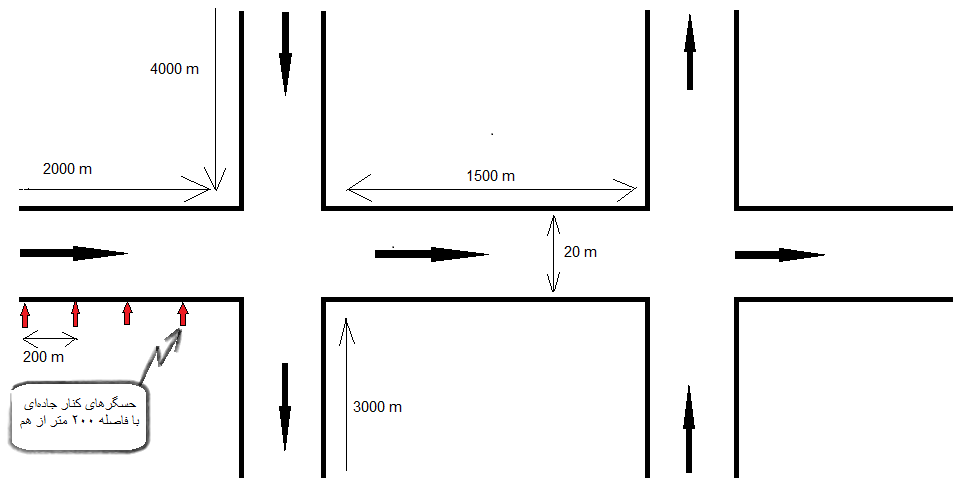 4000 m
2000 m
1500 m
20 m
200 m
حسگرهای کنار جاده‌ای
با فاصله ۲۰۰ متر از هم
3000 m